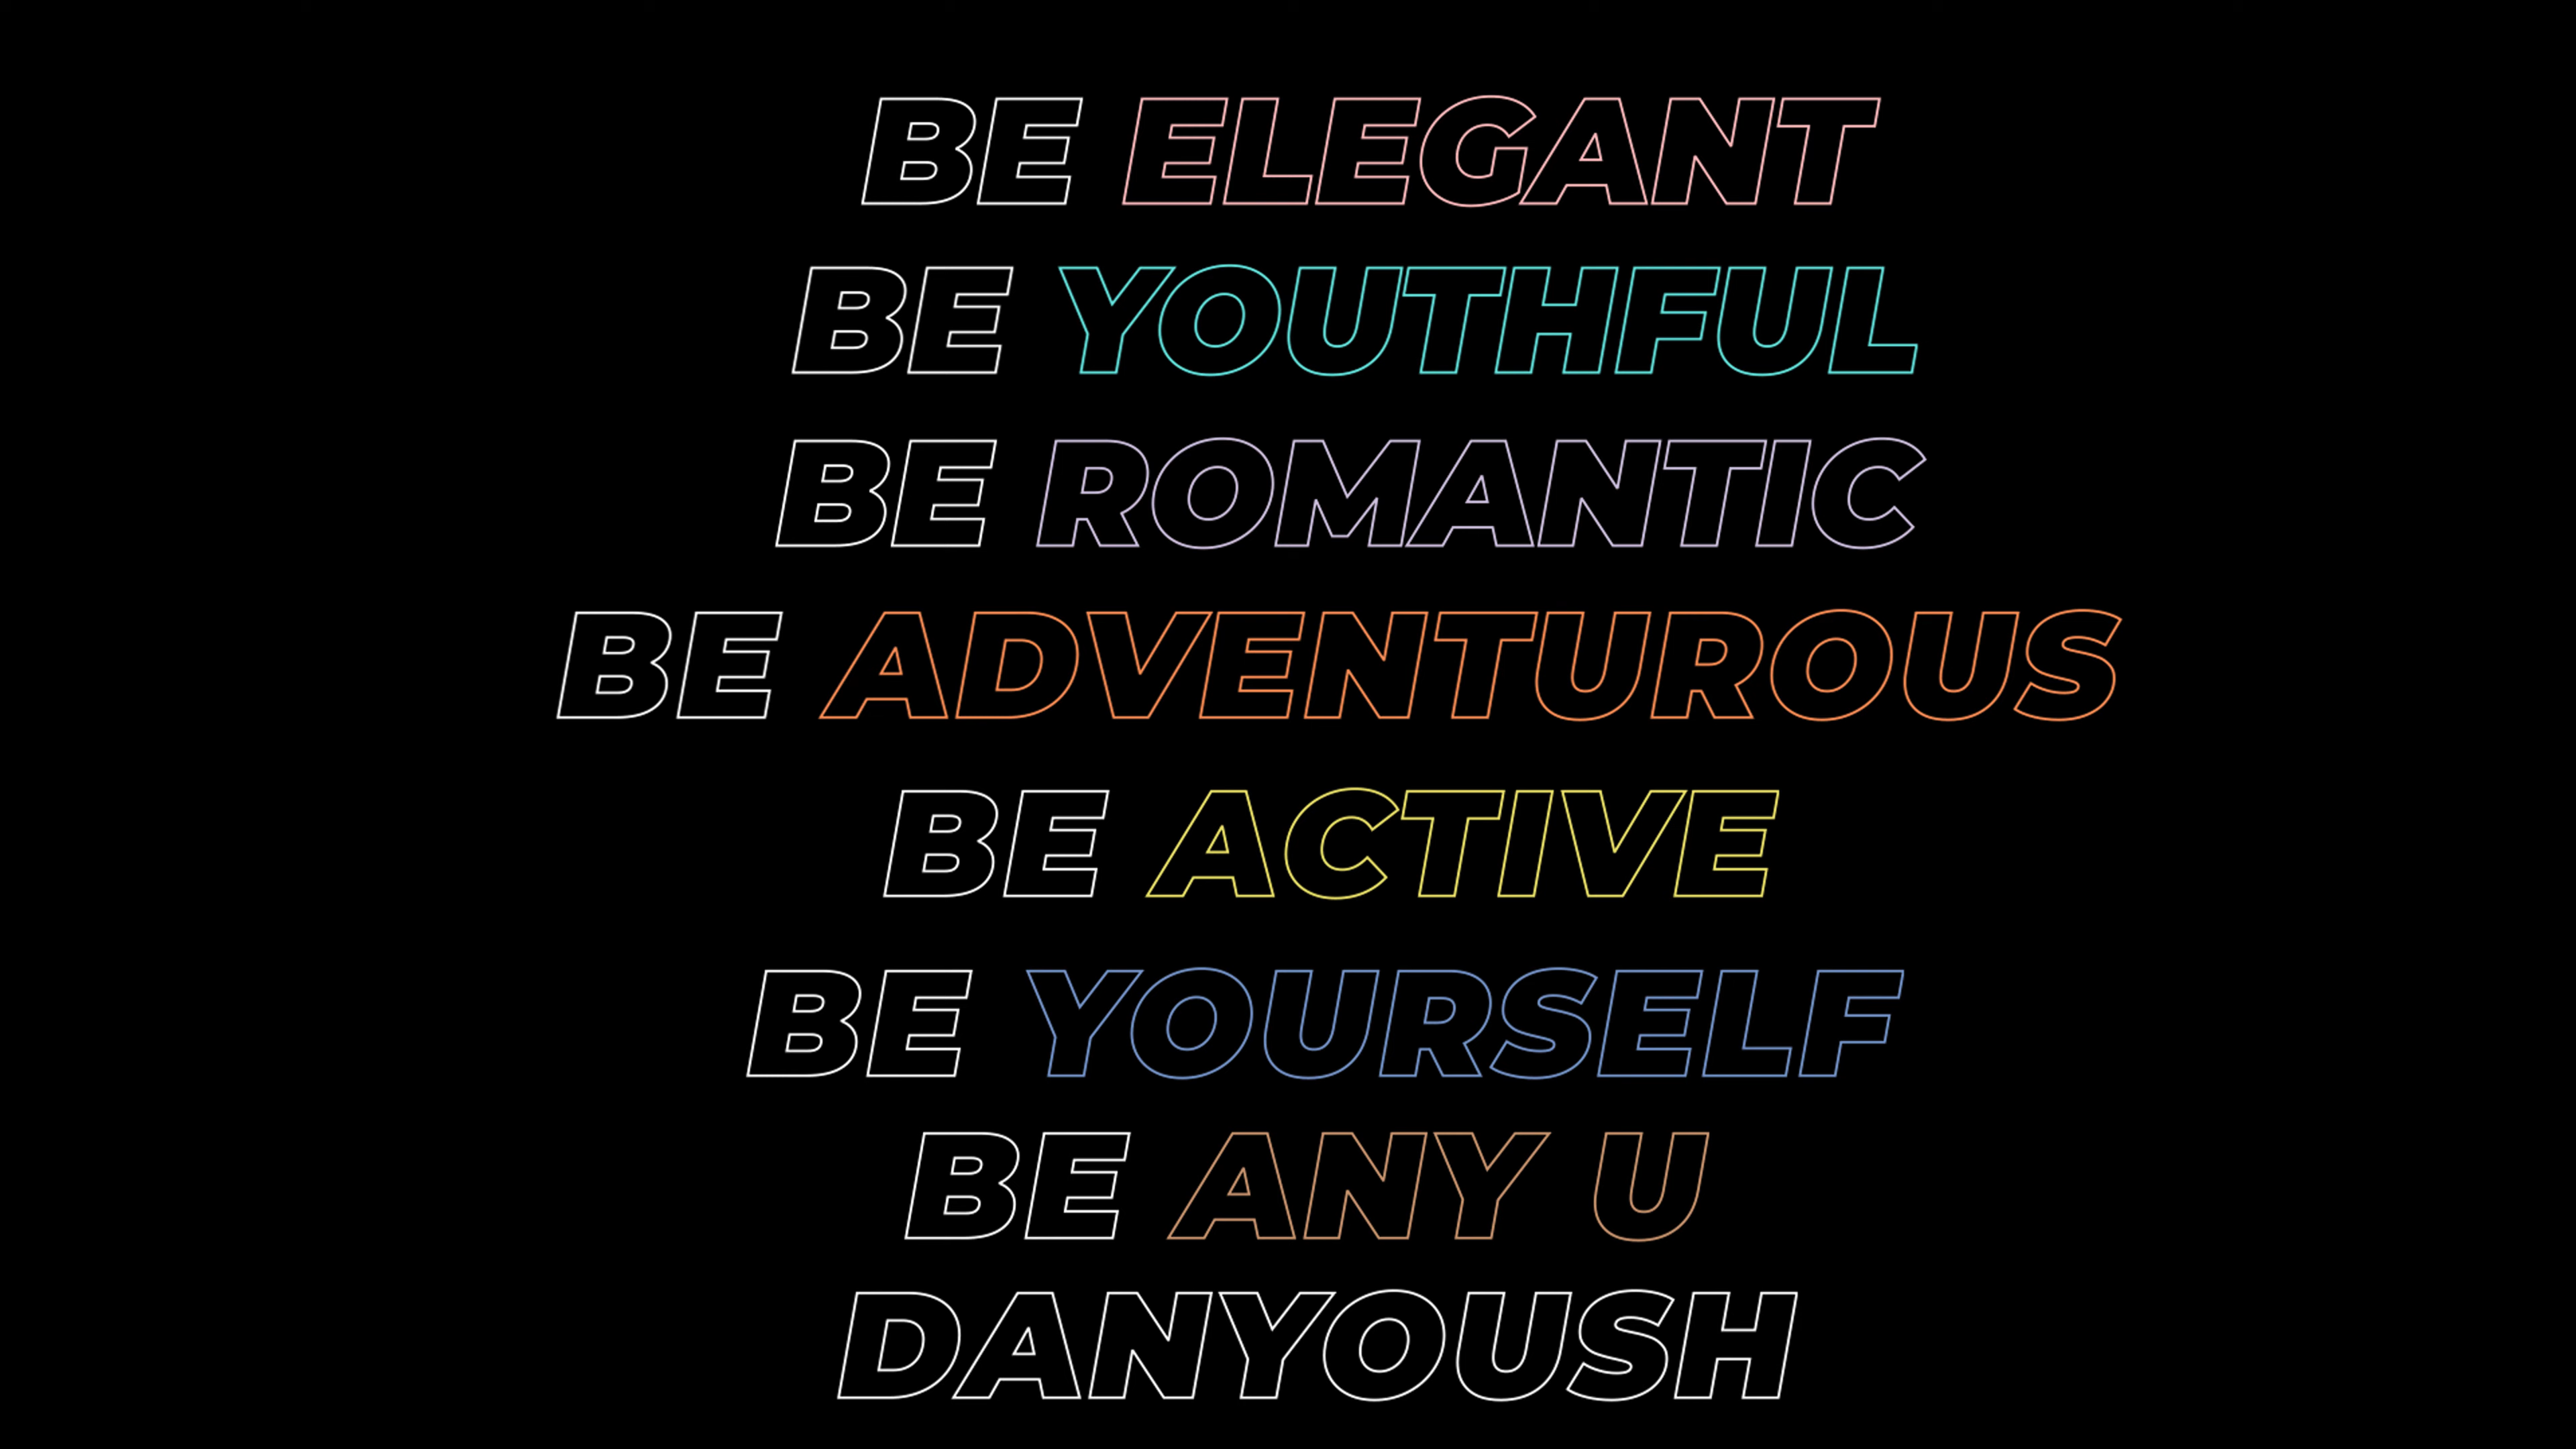 BE ELEGANT
BE YOUTHFUL
BE ROMANTIC
BE ADVENTUROUS
BE ACTIVE
BE YOURSELF
BE ANY U
DANYOUSH